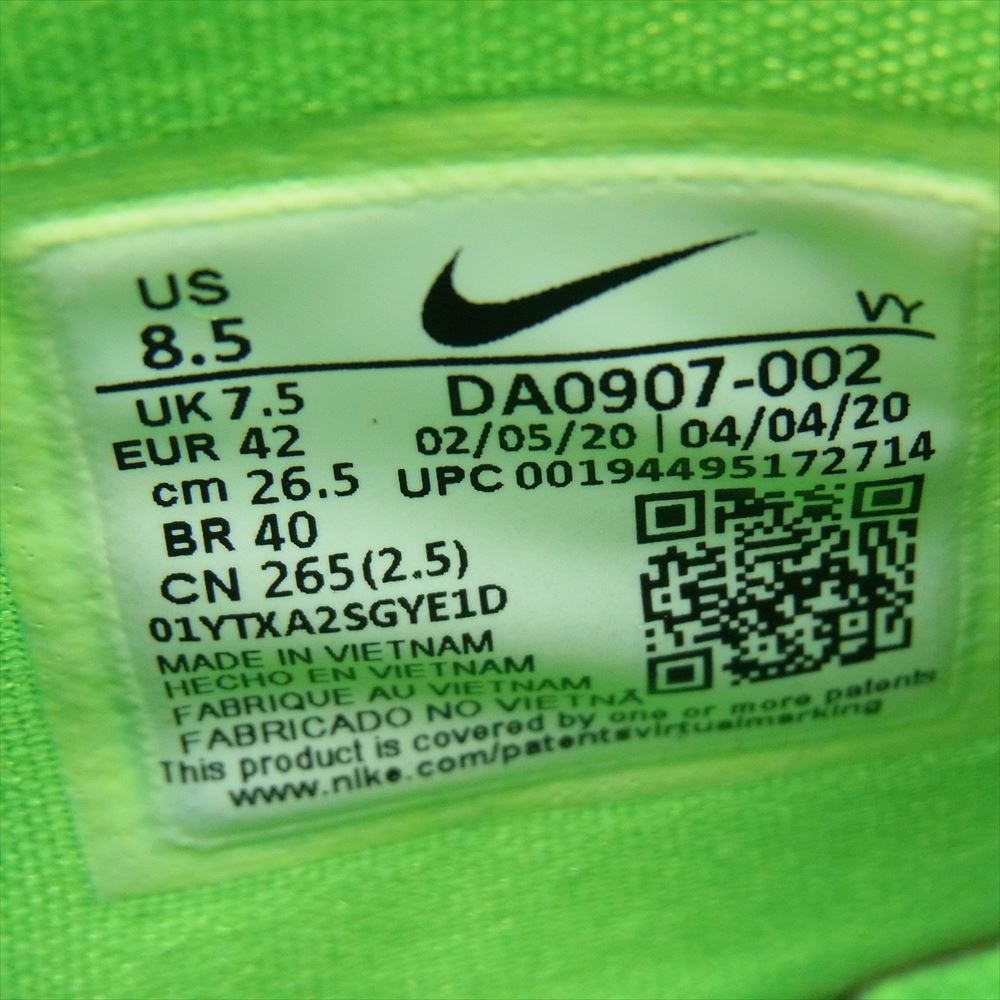 US
8.5
VY
UK 7.5
DA0907-002
EUR 42
02/05/20 | 04/04/20
cm 26.5
UPC 00194495172714
BR 40
CN 265(2.5)
01YTXA2SGYE1D
MADE IN VIETNAM
HECHO EN VIETNAM
FABRIQUE AU VIETNAM
FABRICADO NO VIETNÃ
This product is covered by one or more patents
www.nike.com/patentsvirtualmarking